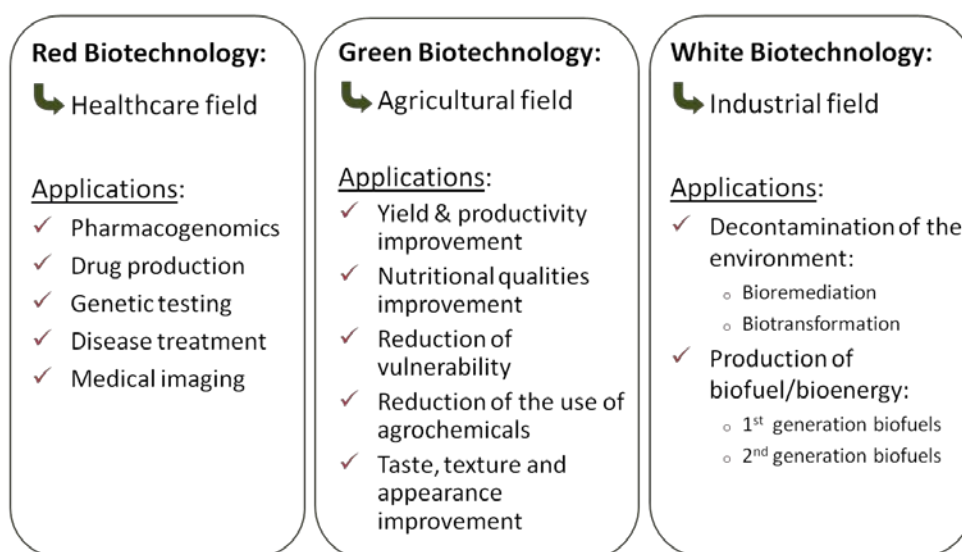 Red Biotechnology:
Healthcare field
Applications:
Pharmacogenomics
Drug production
Genetic testing
Disease treatment
Medical imaging
Green Biotechnology:
Agricultural field
Applications:
Yield & productivity
improvement
Nutritional qualities
improvement
Reduction of
vulnerability
Reduction of the use of
agrochemicals
Taste, texture and
appearance
improvement
White Biotechnology:
Industrial field
Applications:
Decontamination of the
environment:
Bioremediation
Biotransformation
Production of
biofuel/bioenergy:
1st generation biofuels
2nd generation biofuels